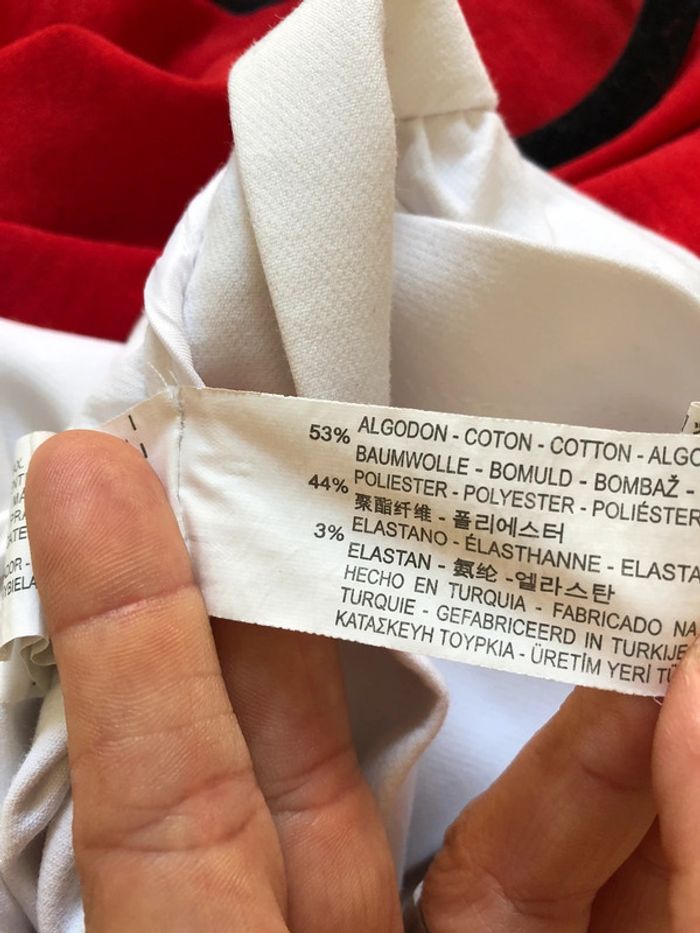 53% ALGODON - COTON - COTTON - ALGO
BAUMWOLLE - BOMULD - BOMBAŽ -
44% POLIESTER - POLYESTER - POLIÉSTER
聚酯纤维 - 폴리에스터
3% ELASTANO - ÉLASTHANNE - ELASTA
ELASTAN - 氨纶 -엘라스탄
HECHO EN TURQUIA - FABRICADO NA
TURQUIE - GEFABRICEERD IN TURKIJE
ΚΑΤΑΣΚΕΥΗ ΤΟΥΡΚΙΑ - ÜRETİM YERİ TÜ